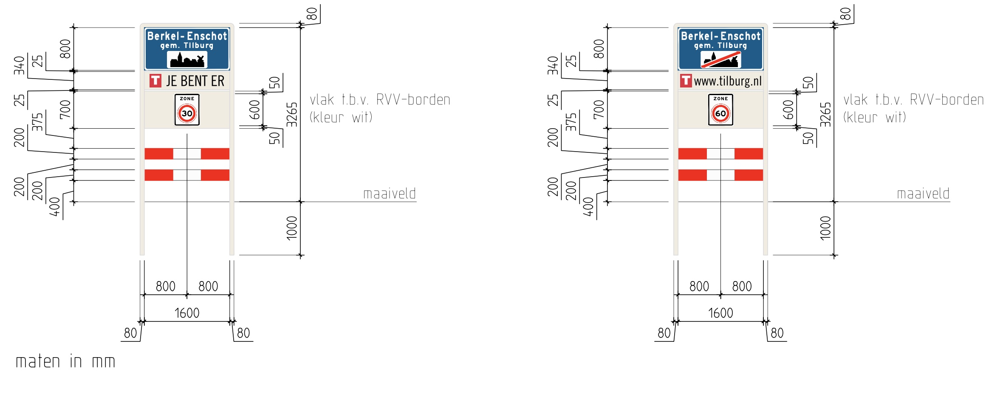 80
800
25
340
25
700
375
200
200
200
400
Berkel-Enschot
gem. Tilburg
T JE BENT ER
ZONE
30
50
600
50
3265
vlak t.b.v. RVV-borden
(kleur wit)
maaiveld
1000
800 800
1600
80 80
maten in mm
80
800
25
340
25
700
375
200
200
200
400
Berkel-Enschot
gem. Tilburg
T www.tilburg.nl
ZONE
60
50
600
50
3265
vlak t.b.v. RVV-borden
(kleur wit)
maaiveld
1000
800 800
1600
80 80